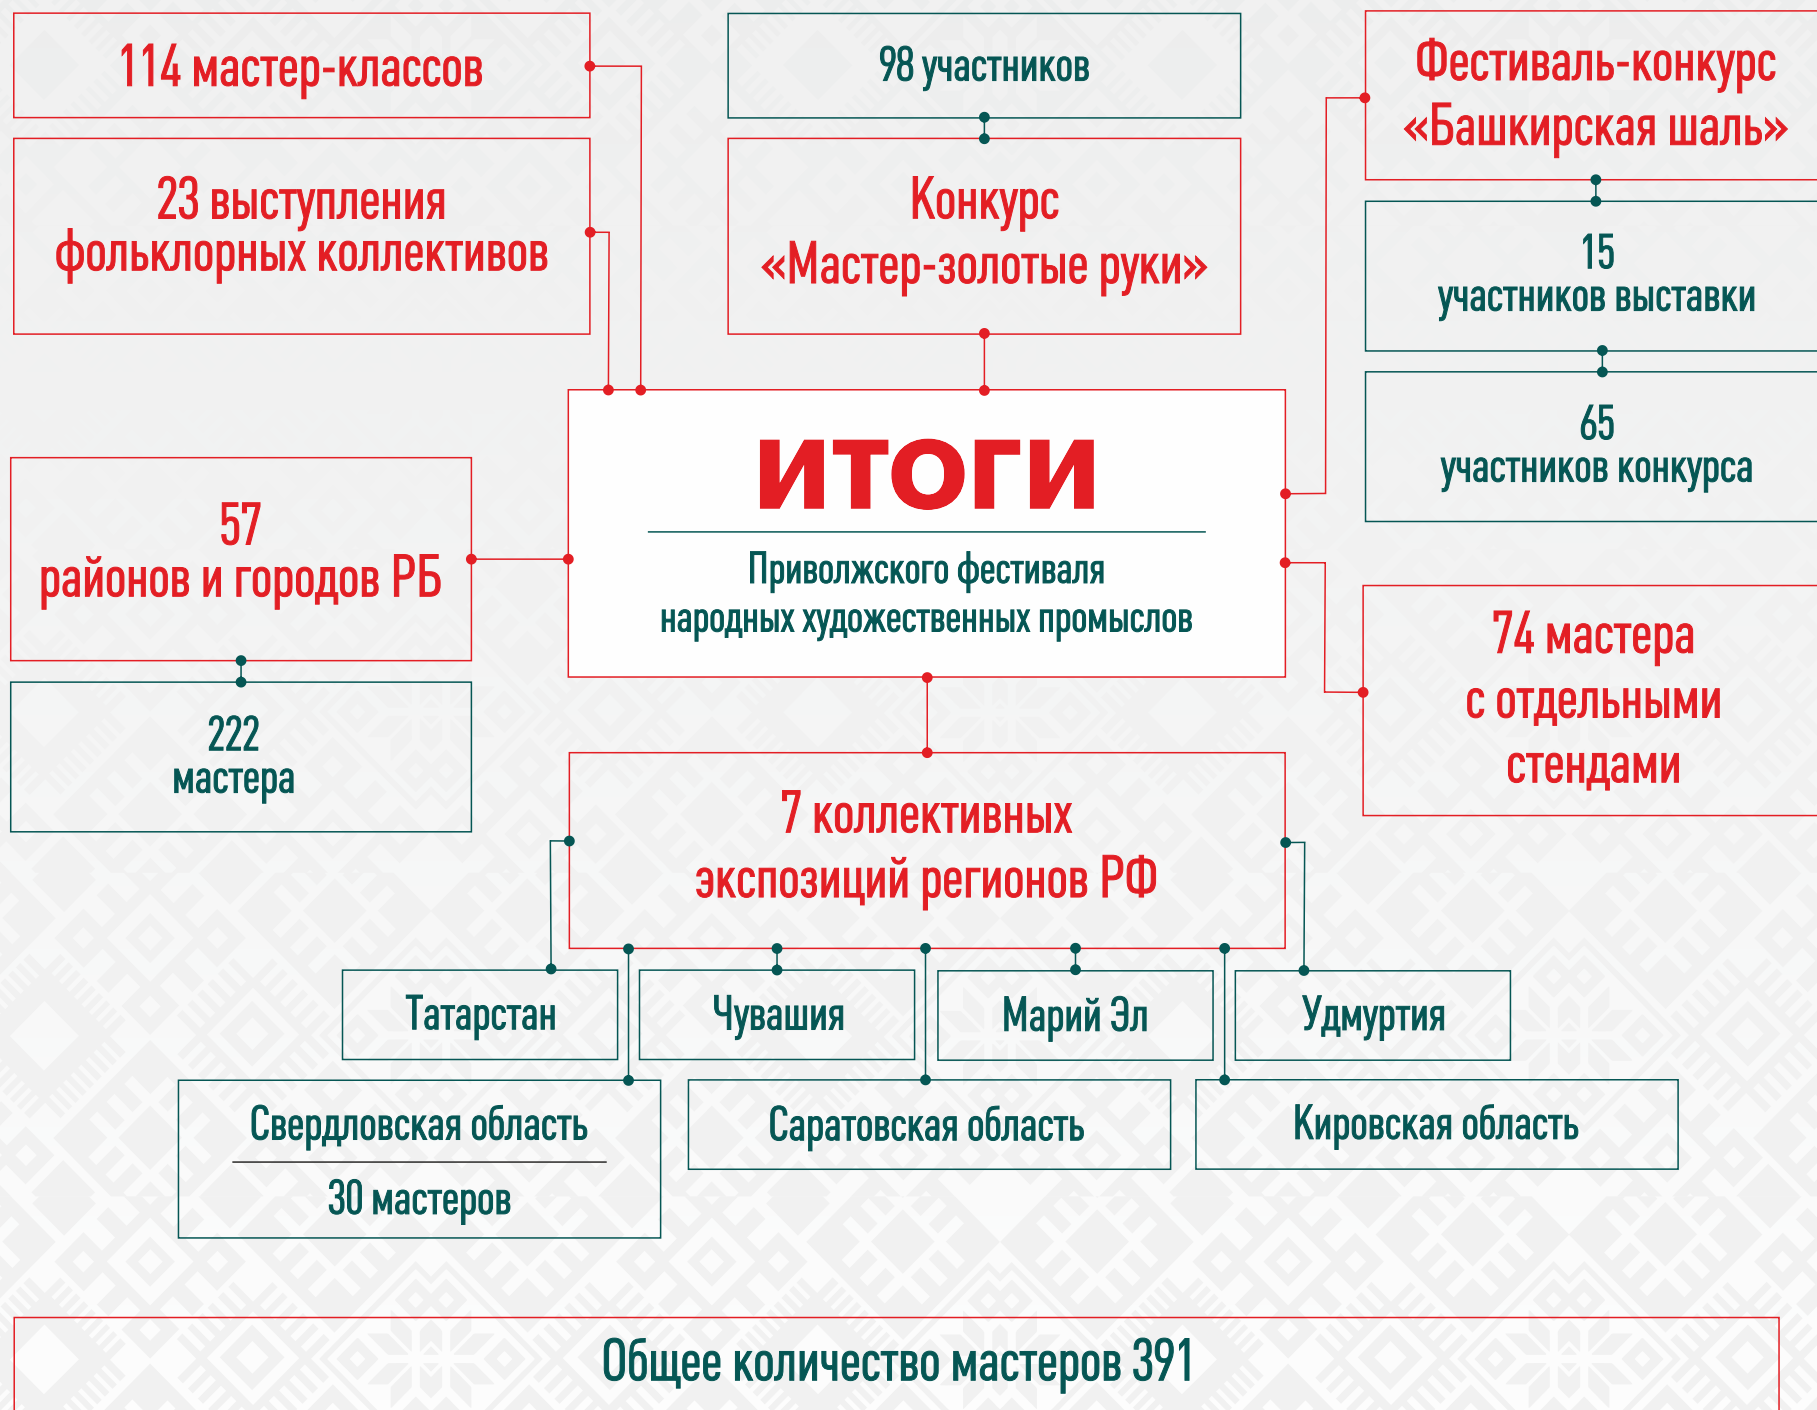 114 мастер-классов
23 выступления
фольклорных коллективов
98 участников
Конкурс
«Мастер-золотые руки»
Фестиваль-конкурс
«Башкирская шаль»
15
участников выставки
65
участников конкурса
ИТОГИ
Приволжского фестиваля
народных художественных промыслов
57
районов и городов РБ
222
мастера
74 мастера
с отдельными
стендами
7 коллективных
экспозиций регионов РФ
Татарстан
Чувашия
Марий Эл
Удмуртия
Свердловская область
30 мастеров
Саратовская область
Кировская область
Общее количество мастеров 391